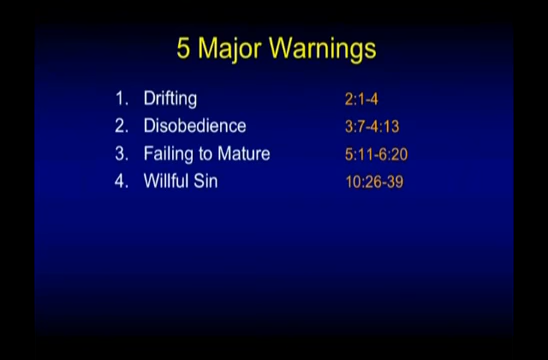 5 Major Warnings
1. Drifting 2:1-4
2. Disobedience 3:7-4:13
3. Failing to Mature 5:11-6:20
4. Willful Sin 10:26-39